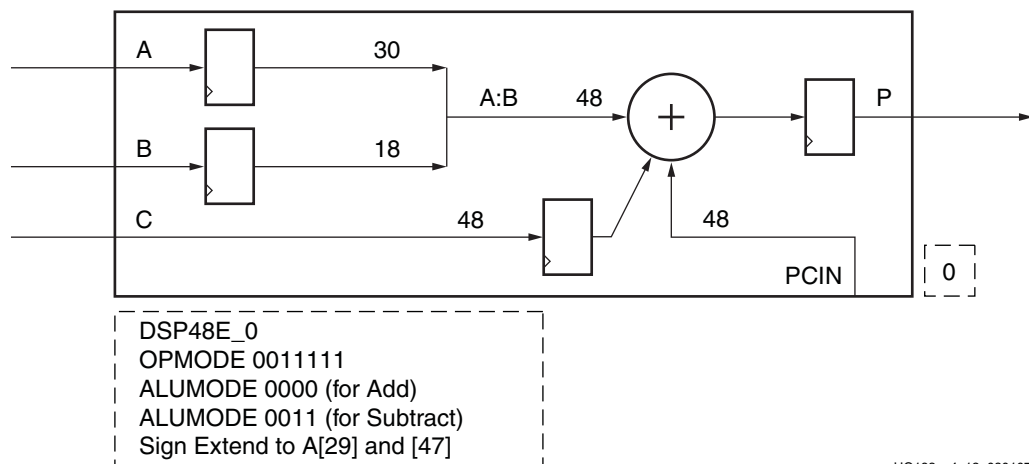 A
30
A:B
48
+
P
B
18
C
48
48
PCIN
0
DSP48E_0
OPMODE 0011111
ALUMODE 0000 (for Add)
ALUMODE 0011 (for Subtract)
Sign Extend to A[29] and [47]